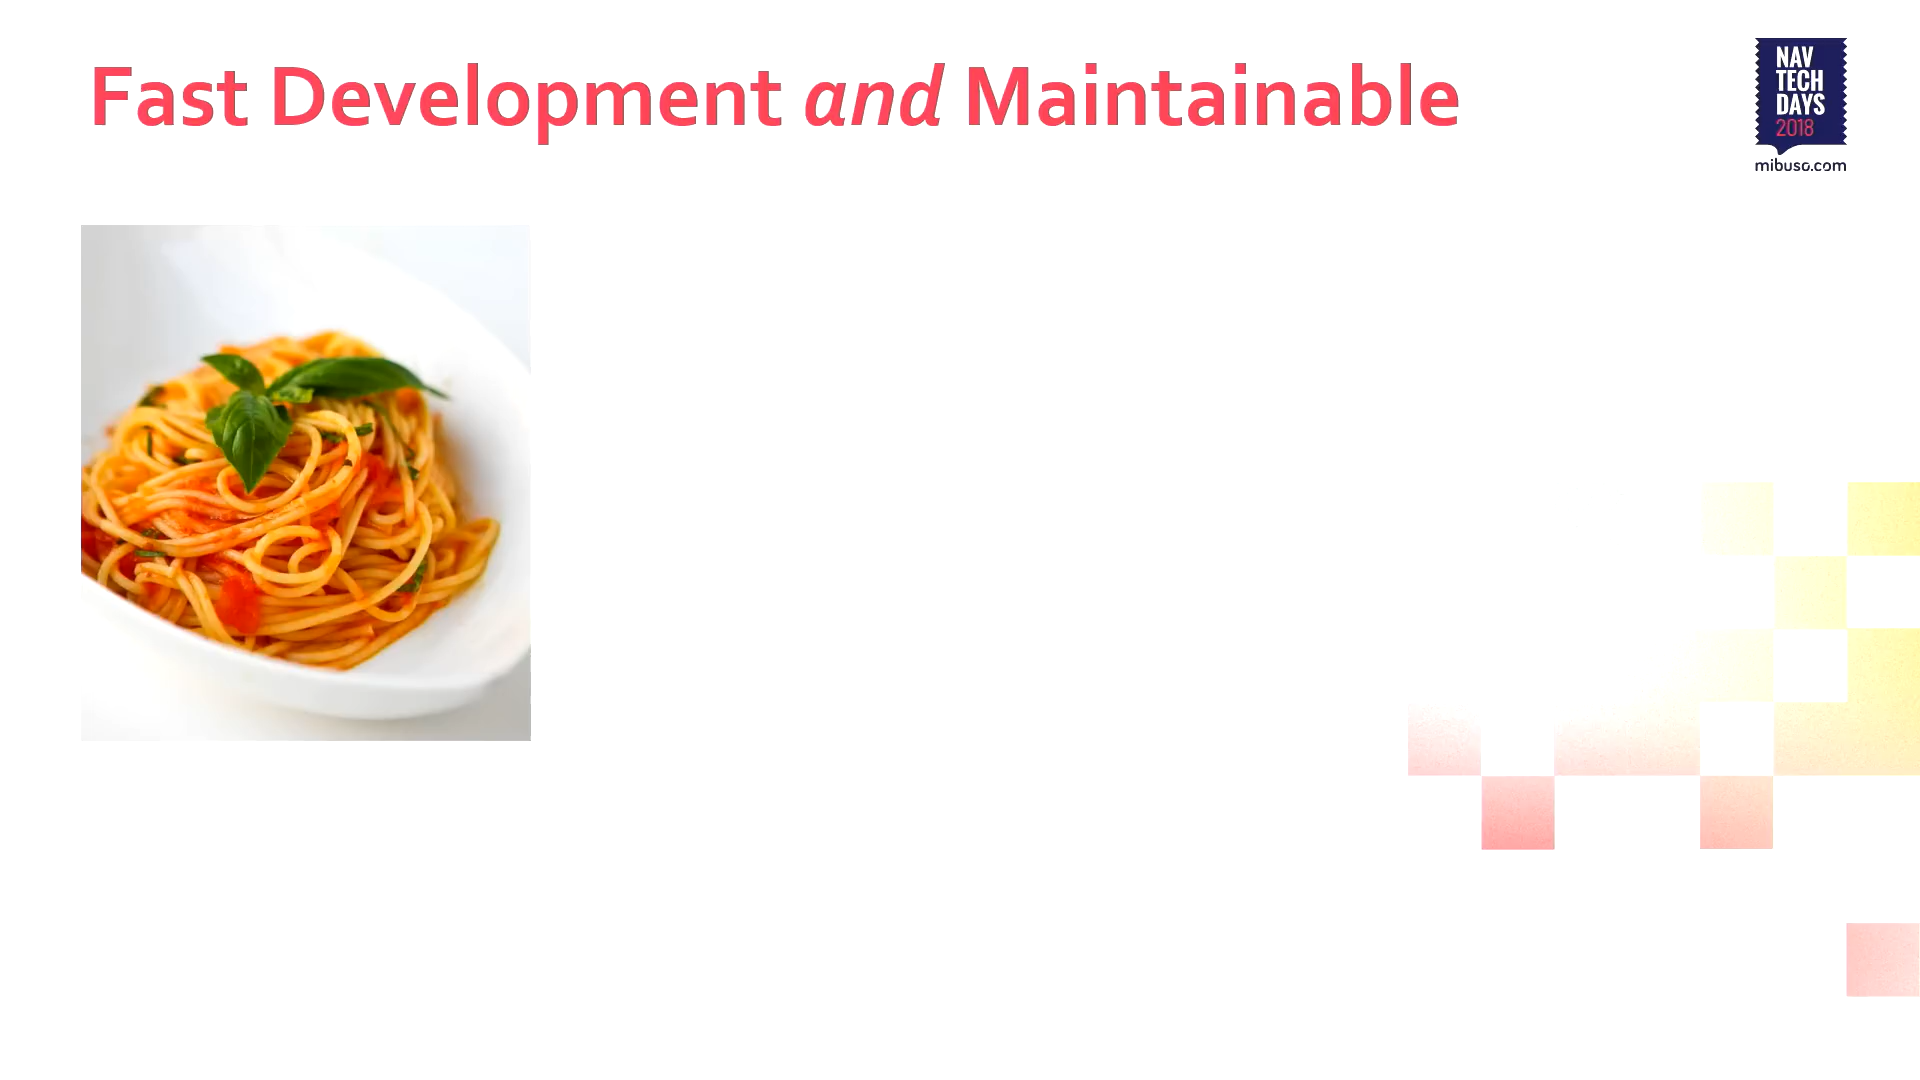 Fast Development and Maintainable
NAV
TECH
DAYS
2018
mibuso.com